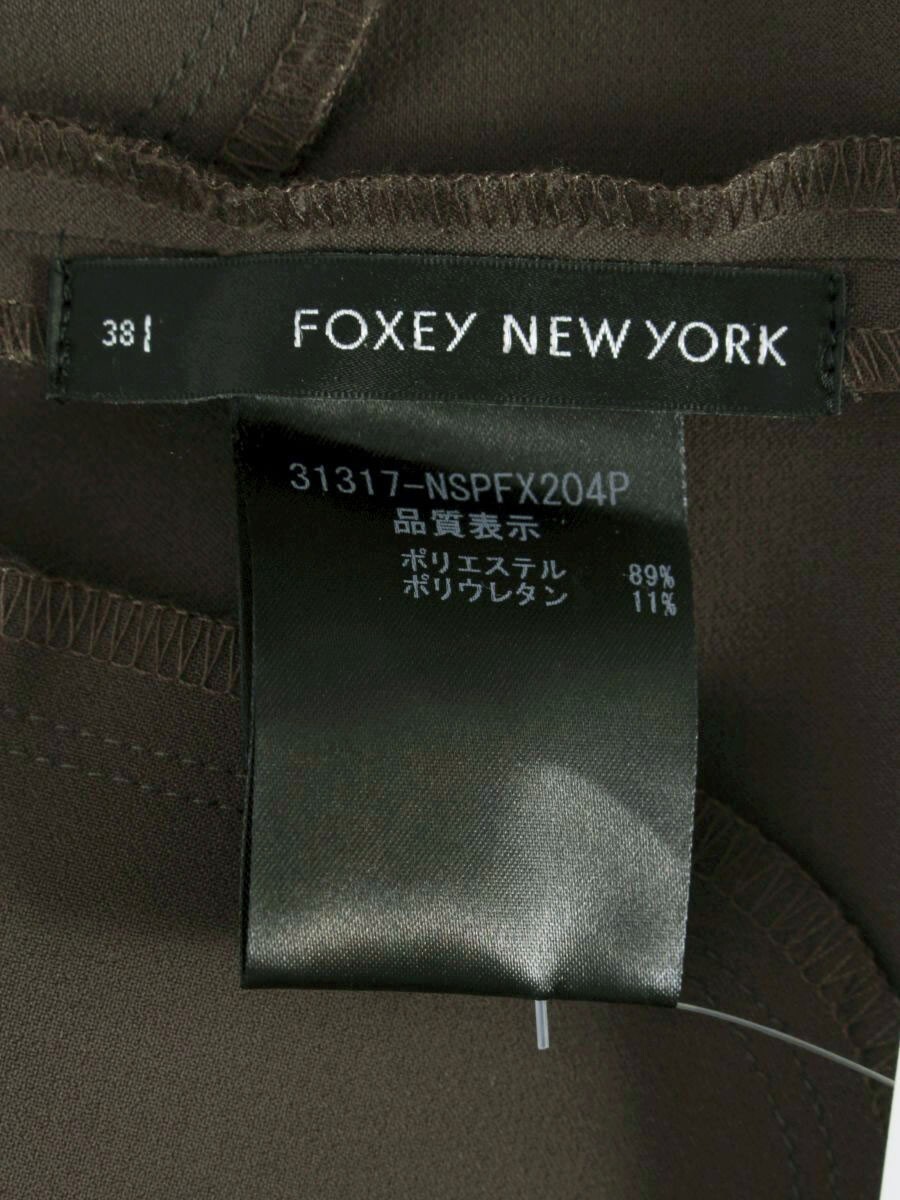 38 FOXEY NEW YORK
31317-NSPFX204P
品質表示
ポリエステル 89%
ポリウレタン 11%